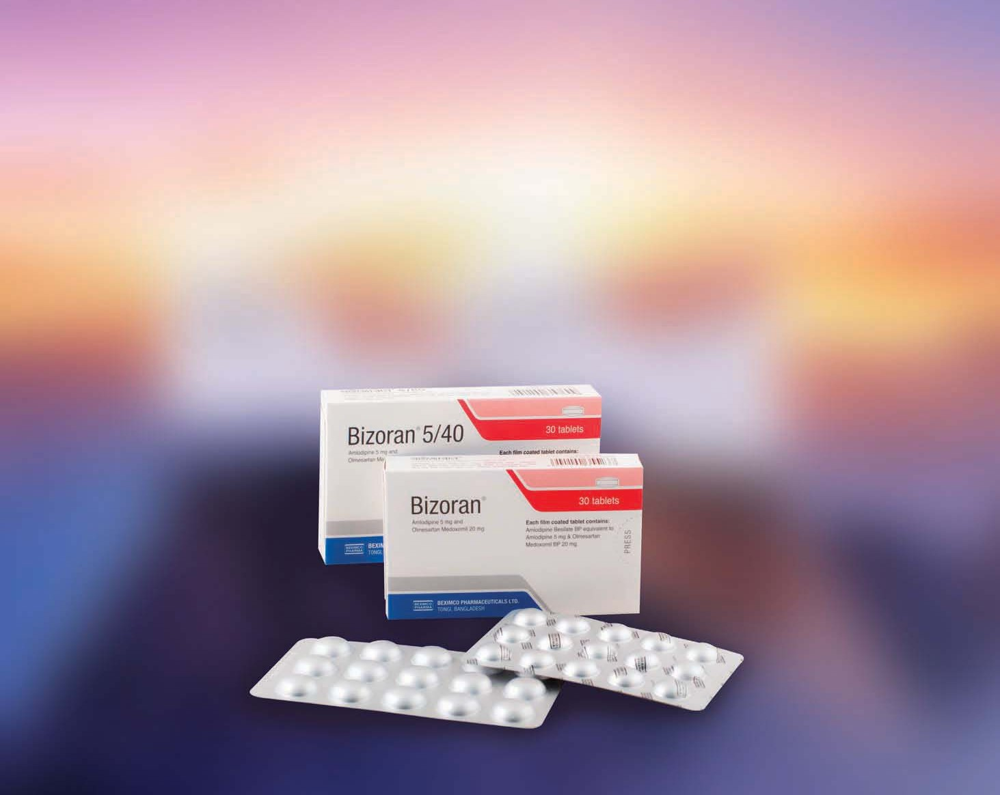 Bizoran® 5/40
Amlodipine 5 mg and
Olmesartan Me
30 tablets
Each film coated tablet contains:
BEXIMCO
PHARMA
BEXIM
TONGI,
Bizoran®
Amlodipine 5 mg and
Olmesartan Medoxomil 20 mg
30 tablets
Each film coated tablet contains:
Amlodipine Besilate BP equivalent to
Amlodipine 5 mg & Olmesartan
Medoxomil BP 20 mg.
PRESS
BEXIMCO
PHARMA
BEXIMCO PHARMACEUTICALS LTD.
TONGI, BANGLADESH